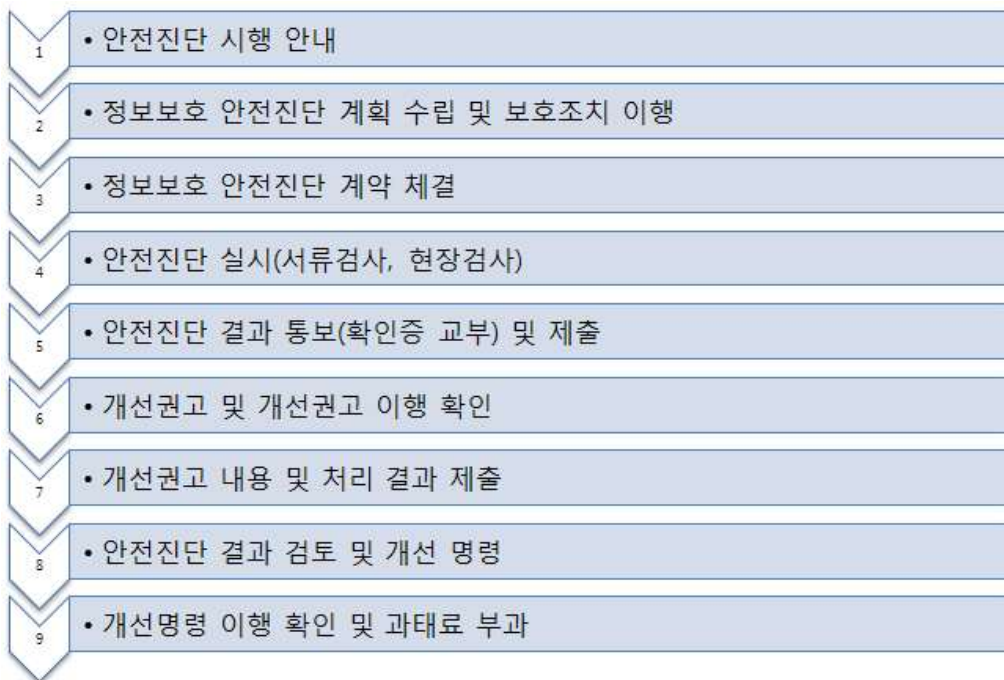 1 • 안전진단 시행 안내
2 • 정보보호 안전진단 계획 수립 및 보호조치 이행
3 • 정보보호 안전진단 계약 체결
4 • 안전진단 실시(서류검사, 현장검사)
5 • 안전진단 결과 통보(확인증 교부) 및 제출
6 • 개선권고 및 개선권고 이행 확인
7 • 개선권고 내용 및 처리 결과 제출
8 • 안전진단 결과 검토 및 개선 명령
9 • 개선명령 이행 확인 및 과태료 부과